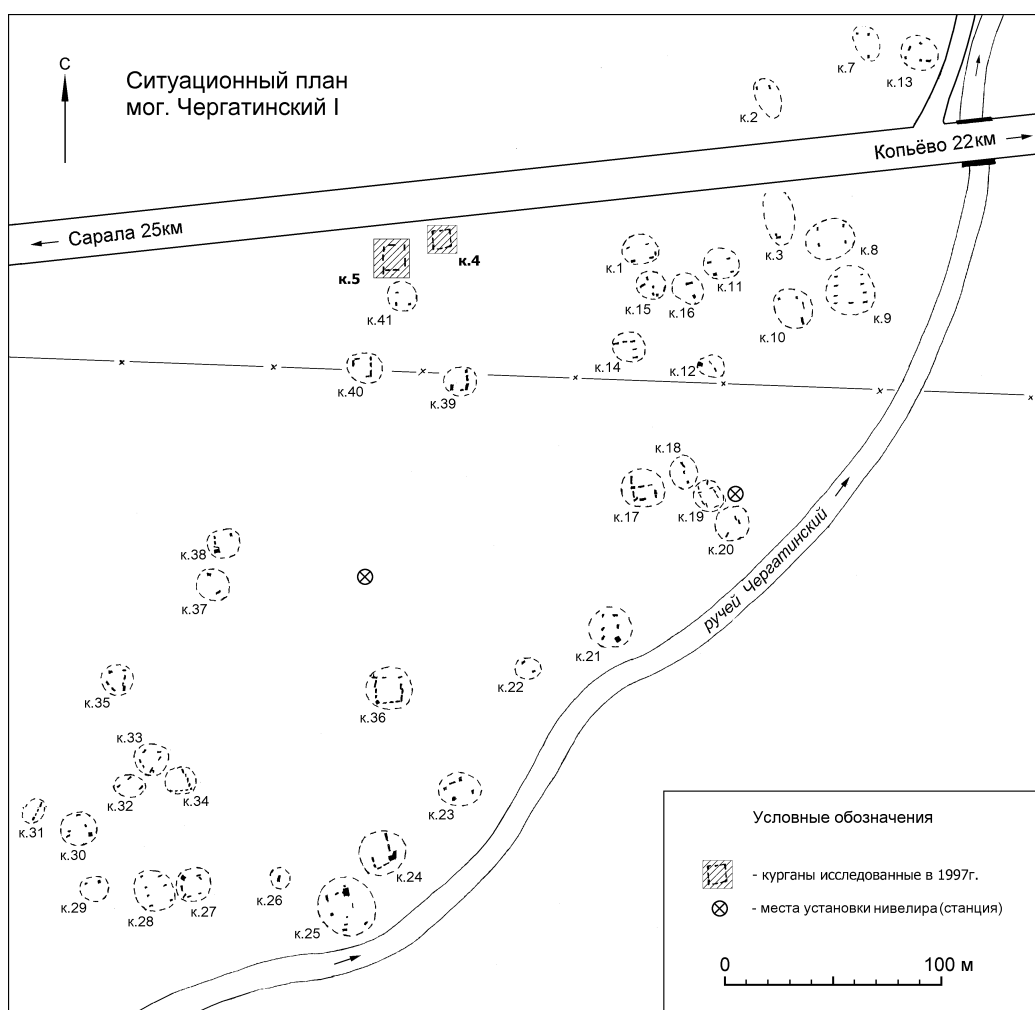 С
Ситуационный план
мог. Чергатинский I
к.7
к.13
к.2
Копьёво 22км
Сарала 25км
к.3
к.8
к.4
к.5
к.1
к.11
к.41
к.15
к.16
к.9
к.10
к.14
к.12
к.40
к.39
к.18
к.17
к.19
к.20
к.38
ручей Чергатинский
к.37
к.21
к.22
к.35
к.36
к.33
к.32
к.34
к.23
к.31
к.30
к.24
к.26
к.29
к.28
к.27
к.25
Условные обозначения
- курганы исследованные в 1997г.
- места установки нивелира (станция)
0
100 м